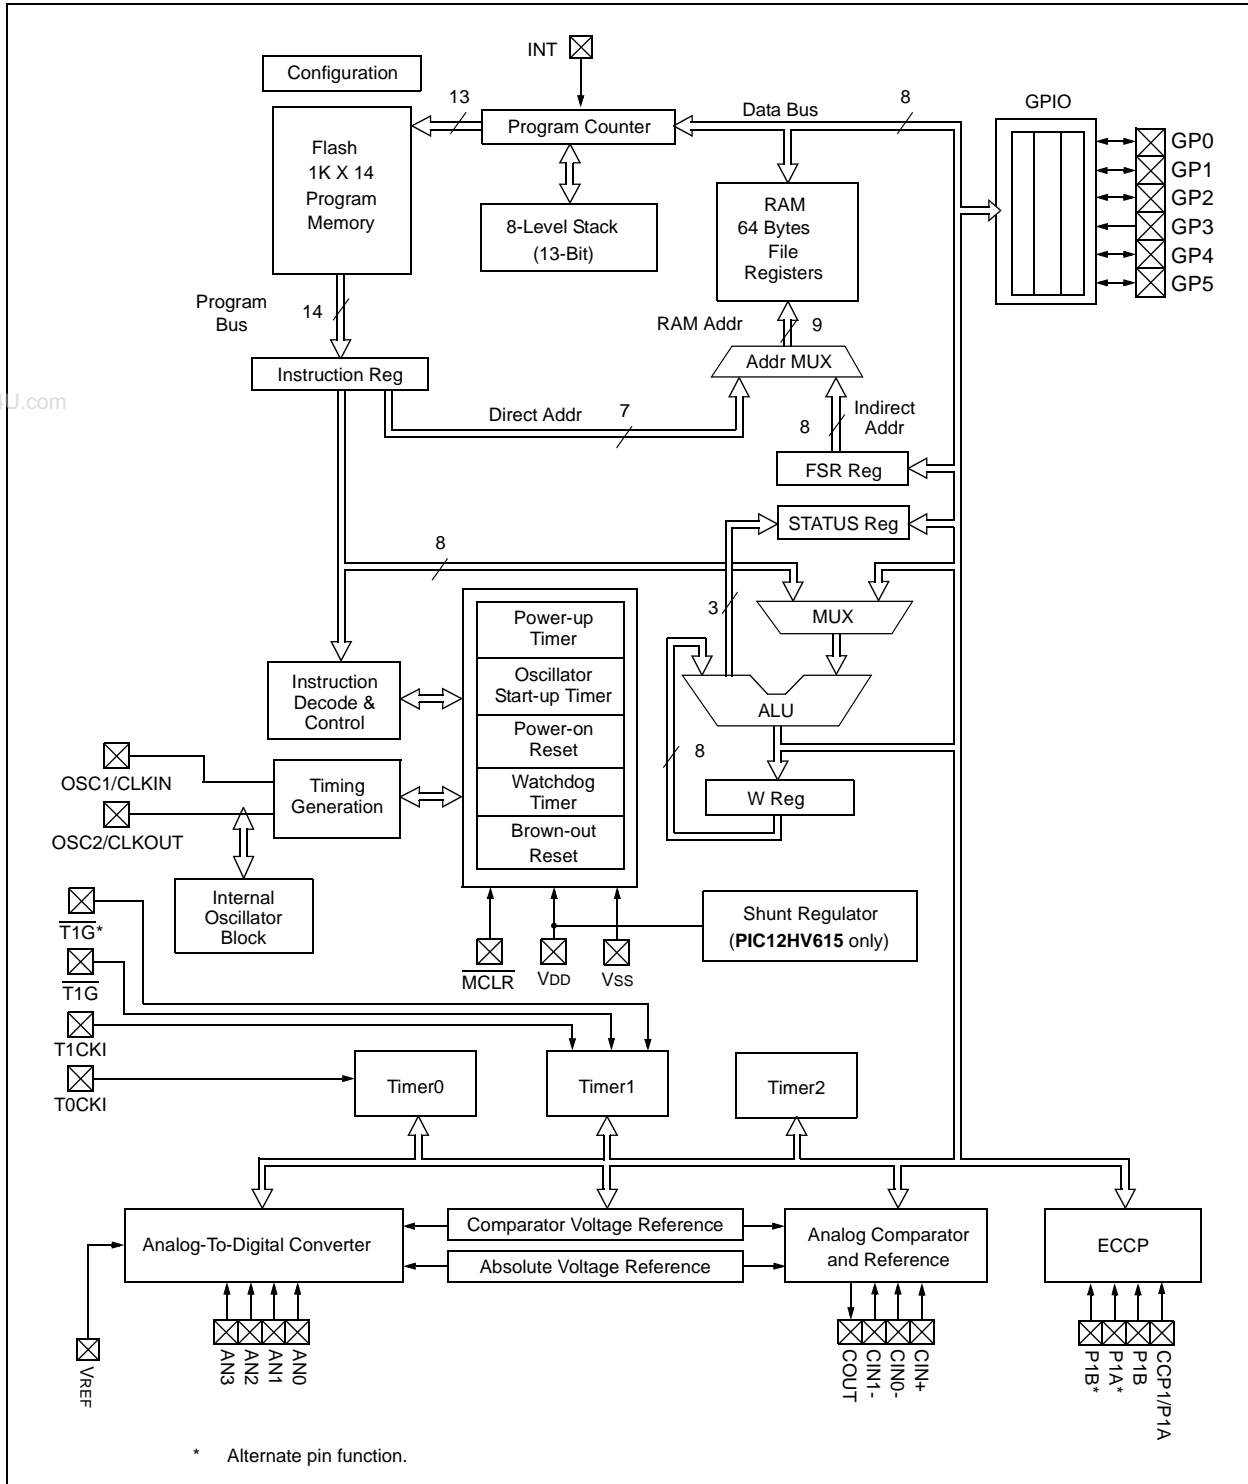 INT
Configuration
13
Data Bus
8
GPIO
Program Counter
Flash
1K X 14
Program
Memory
GP0
GP1
GP2
GP3
GP4
GP5
8-Level Stack
(13-Bit)
RAM
64 Bytes
File
Registers
Program
Bus
14
RAM Addr
9
Addr MUX
Instruction Reg
4U.com
Direct Addr
7
Indirect
Addr
8
FSR Reg
STATUS Reg
8
3
MUX
Power-up
Timer
Oscillator
Start-up Timer
Power-on
Reset
Watchdog
Timer
Brown-out
Reset
Instruction
Decode &
Control
ALU
8
W Reg
OSC1/CLKIN
Timing
Generation
OSC2/CLKOUT
Internal
Oscillator
Block
T1G*
Shunt Regulator
(PIC12HV615 only)
MCLR
VDD
VSS
T1G
T1CKI
T0CKI
Timer0
Timer1
Timer2
Analog-To-Digital Converter
Comparator Voltage Reference
Absolute Voltage Reference
Analog Comparator
and Reference
ECCP
VREF
AN3
AN2
AN1
AN0
COUT
CIN1-
CIN0-
CIN+
P1B*
P1A*
P1B
CCP1/P1A
* Alternate pin function.